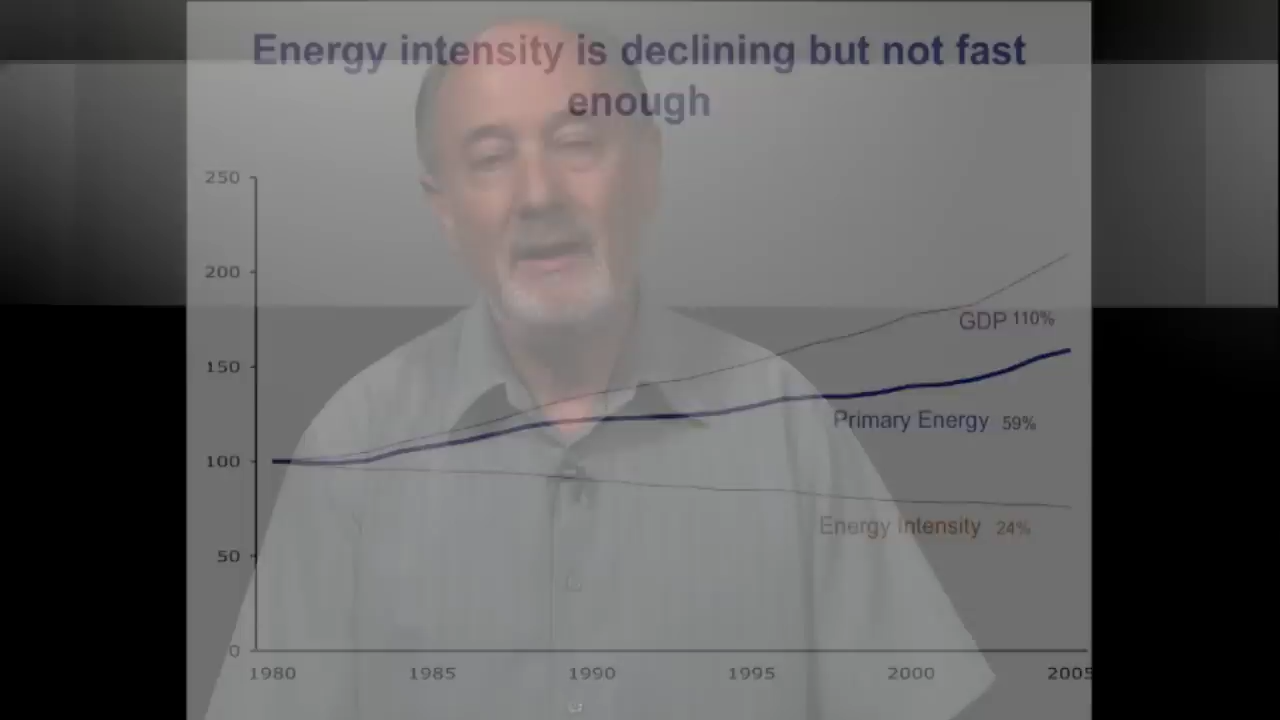 Energy intensity is declining but not fast
enough
250
200
GDP 110%
150
Primary Energy 59%
100
Energy Intensity 24%
50
0
1980 1985 1990 1995 2000 2005